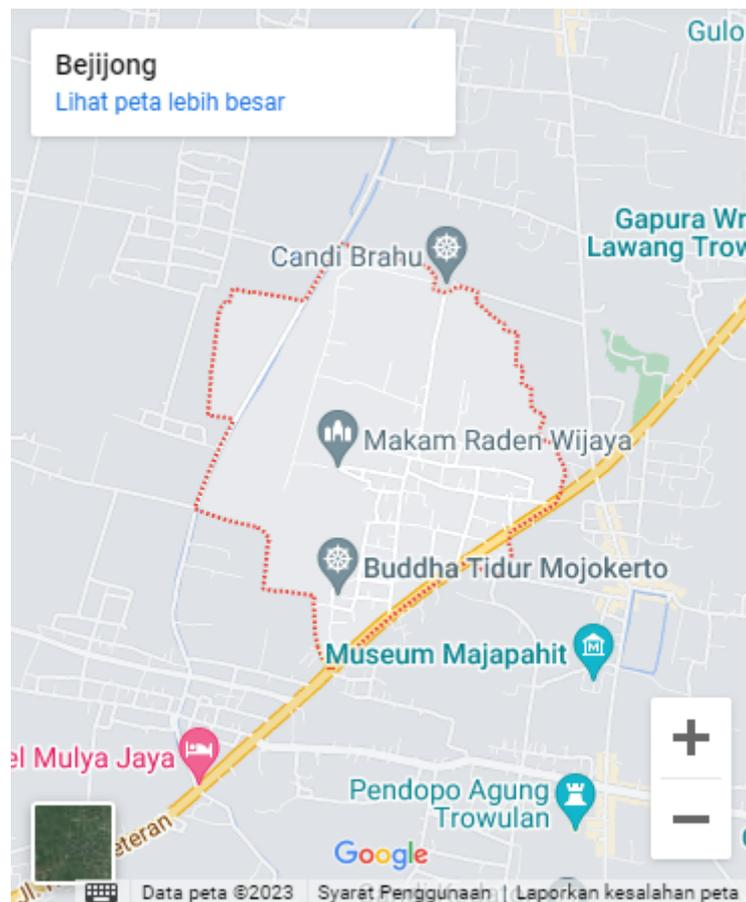 Bejijong
Lihat peta lebih besar
Gulo
Gapura Wr
Lawang Trow
Candi Brahu
Makam Raden Wijaya
Buddha Tidur Mojokerto
Museum Majapahit
el Mulya Jaya
Pendopo Agung
Trowulan
eteran
Google
Data peta ©2023 Syarat Penggunaan Laporkan kesalahan peta